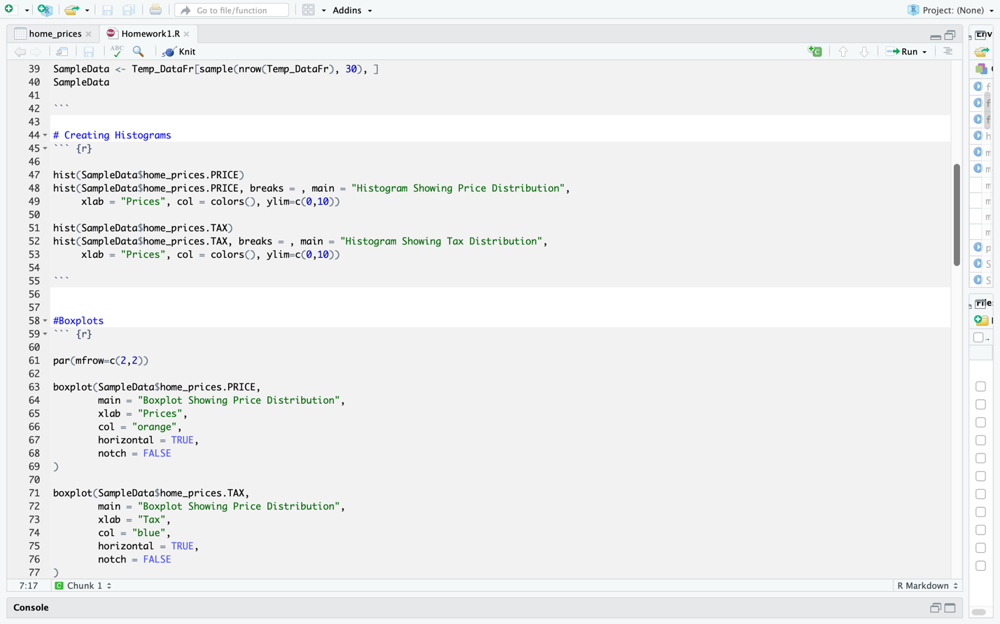 Go to file/function
Addins
Project: (None)
home_prices
Homework1.R
Env
ABC
Knit
Run
39 SampleData <- Temp_DataFr[sample(nrow(Temp_DataFr), 30), ]
40 SampleData
41
42 ```
43
44 # Creating Histograms
45 ``` {r}
46
47 hist(SampleData$home_prices.PRICE)
48 hist(SampleData$home_prices.PRICE, breaks = , main = "Histogram Showing Price Distribution",
49 xlab = "Prices", col = colors(), ylim=c(0,10))
50
51 hist(SampleData$home_prices.TAX)
52 hist(SampleData$home_prices.TAX, breaks = , main = "Histogram Showing Tax Distribution",
53 xlab = "Prices", col = colors(), ylim=c(0,10))
54
55 ```
56
57
58 #Boxplots
59 ``` {r}
60
61 par(mfrow=c(2,2))
62
63 boxplot(SampleData$home_prices.PRICE,
64 main = "Boxplot Showing Price Distribution",
65 xlab = "Prices",
66 col = "orange",
67 horizontal = TRUE,
68 notch = FALSE
69 )
70
71 boxplot(SampleData$home_prices.TAX,
72 main = "Boxplot Showing Price Distribution",
73 xlab = "Tax",
74 col = "blue",
75 horizontal = TRUE,
76 notch = FALSE
77 )
f
f
f
h
m
m
m
m
m
m
p
S
S
File
..
7:17
Chunk 1
R Markdown
Console